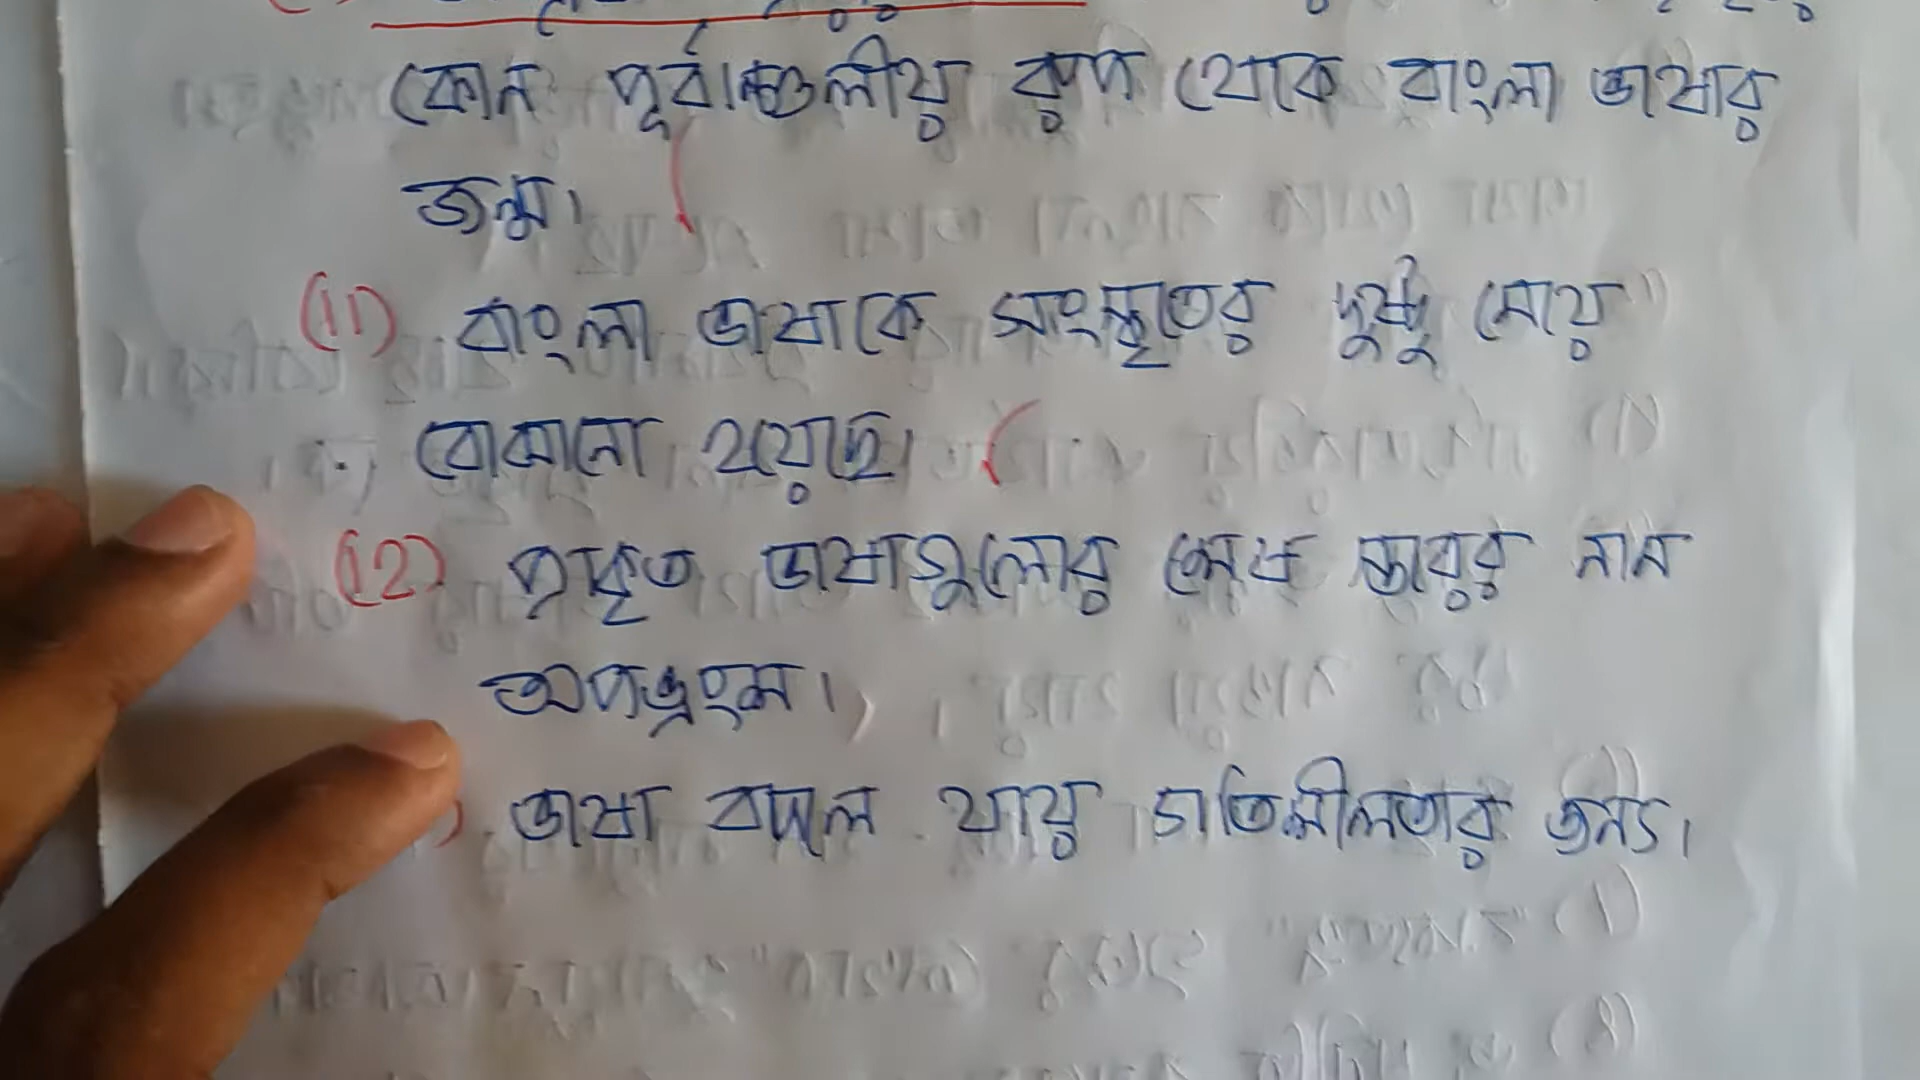 কোন পূর্বাঞ্চলীয় রূপ থেকে বাংলা ভাষার
জন্ম।
(11) বাংলা ভাষাকে সংস্কৃতের দুষ্টু মেয়ে
বোঝানো হয়েছে।
(12) প্রাকৃত ভাষাগুলোর শেষ স্তরের নাম
অপভ্রংশ।
ভাষা বদলে যায় গতিশীলতার জন্য।